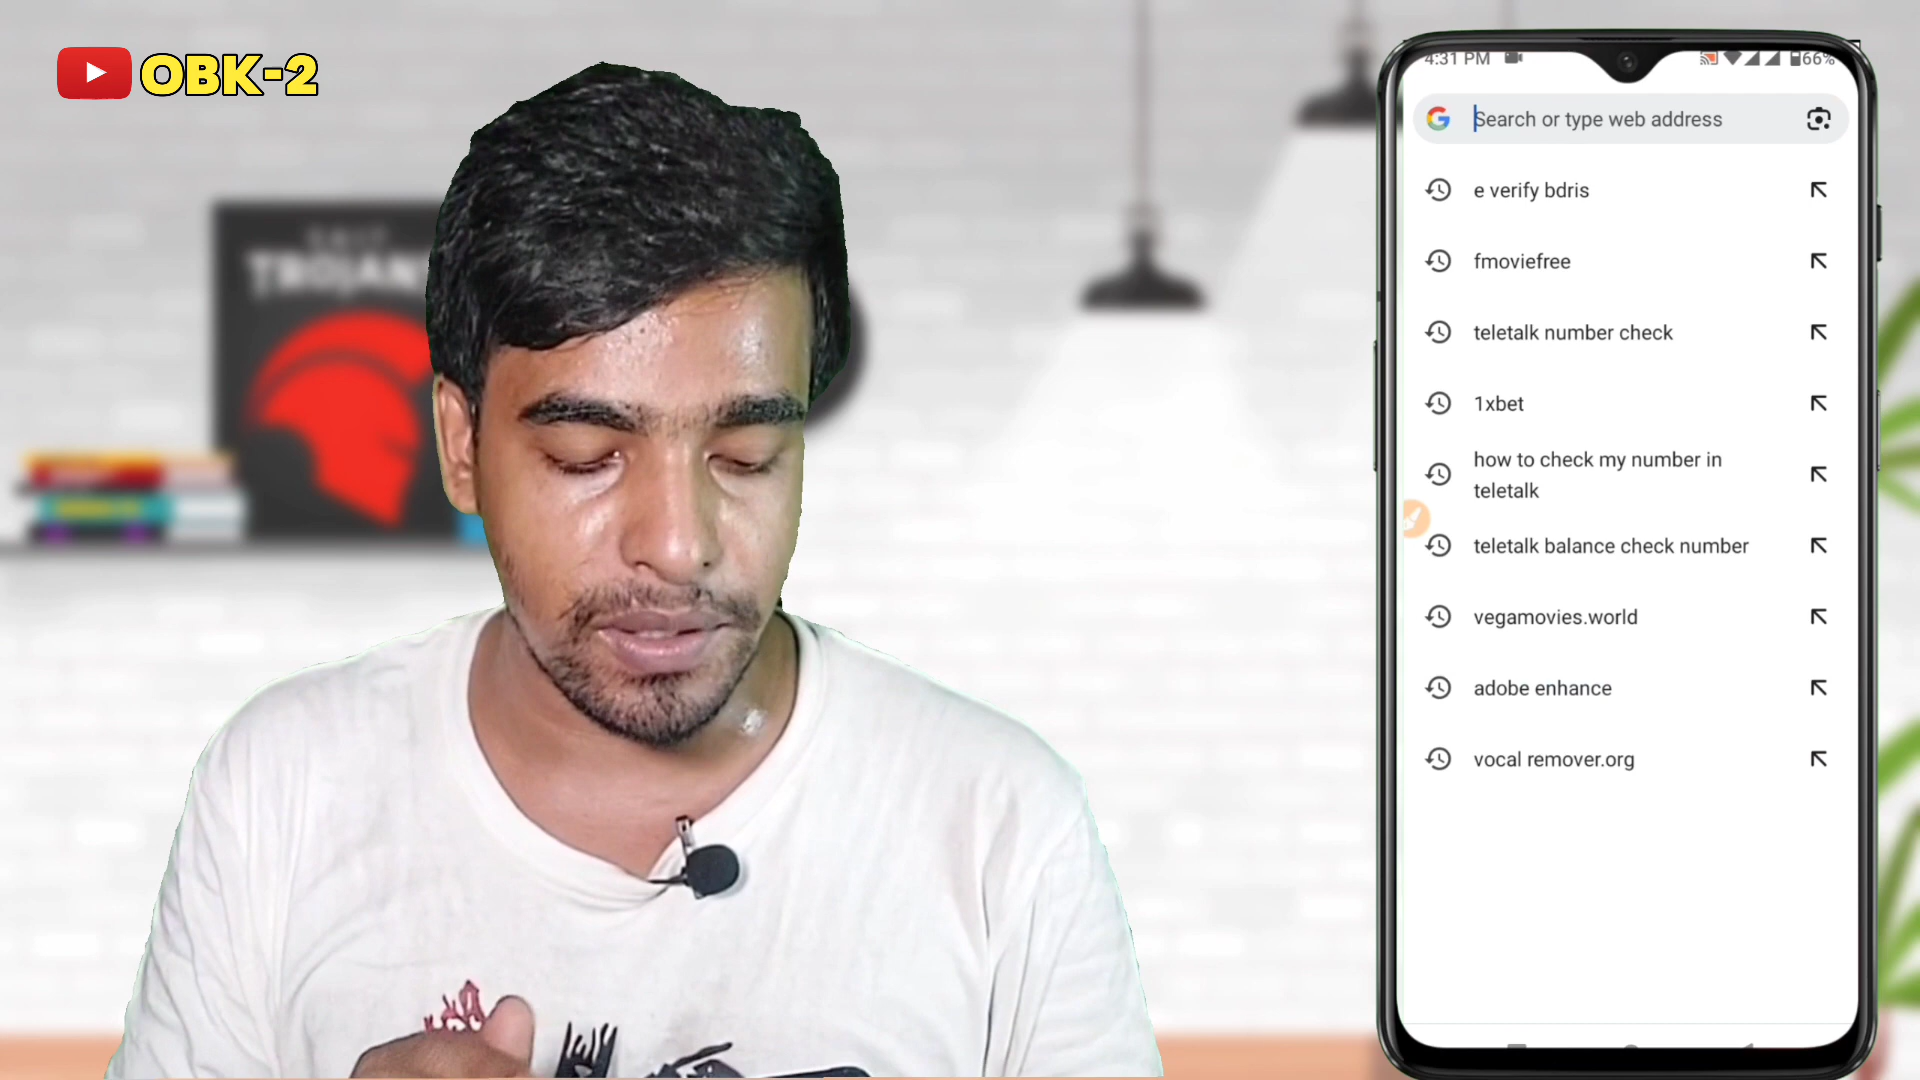 OBK-2
TROJAN
4:31 PM
66%
Search or type web address
e verify bdris
fmoviefree
teletalk number check
1xbet
how to check my number in
teletalk
teletalk balance check number
vegamovies.world
adobe enhance
vocal remover.org